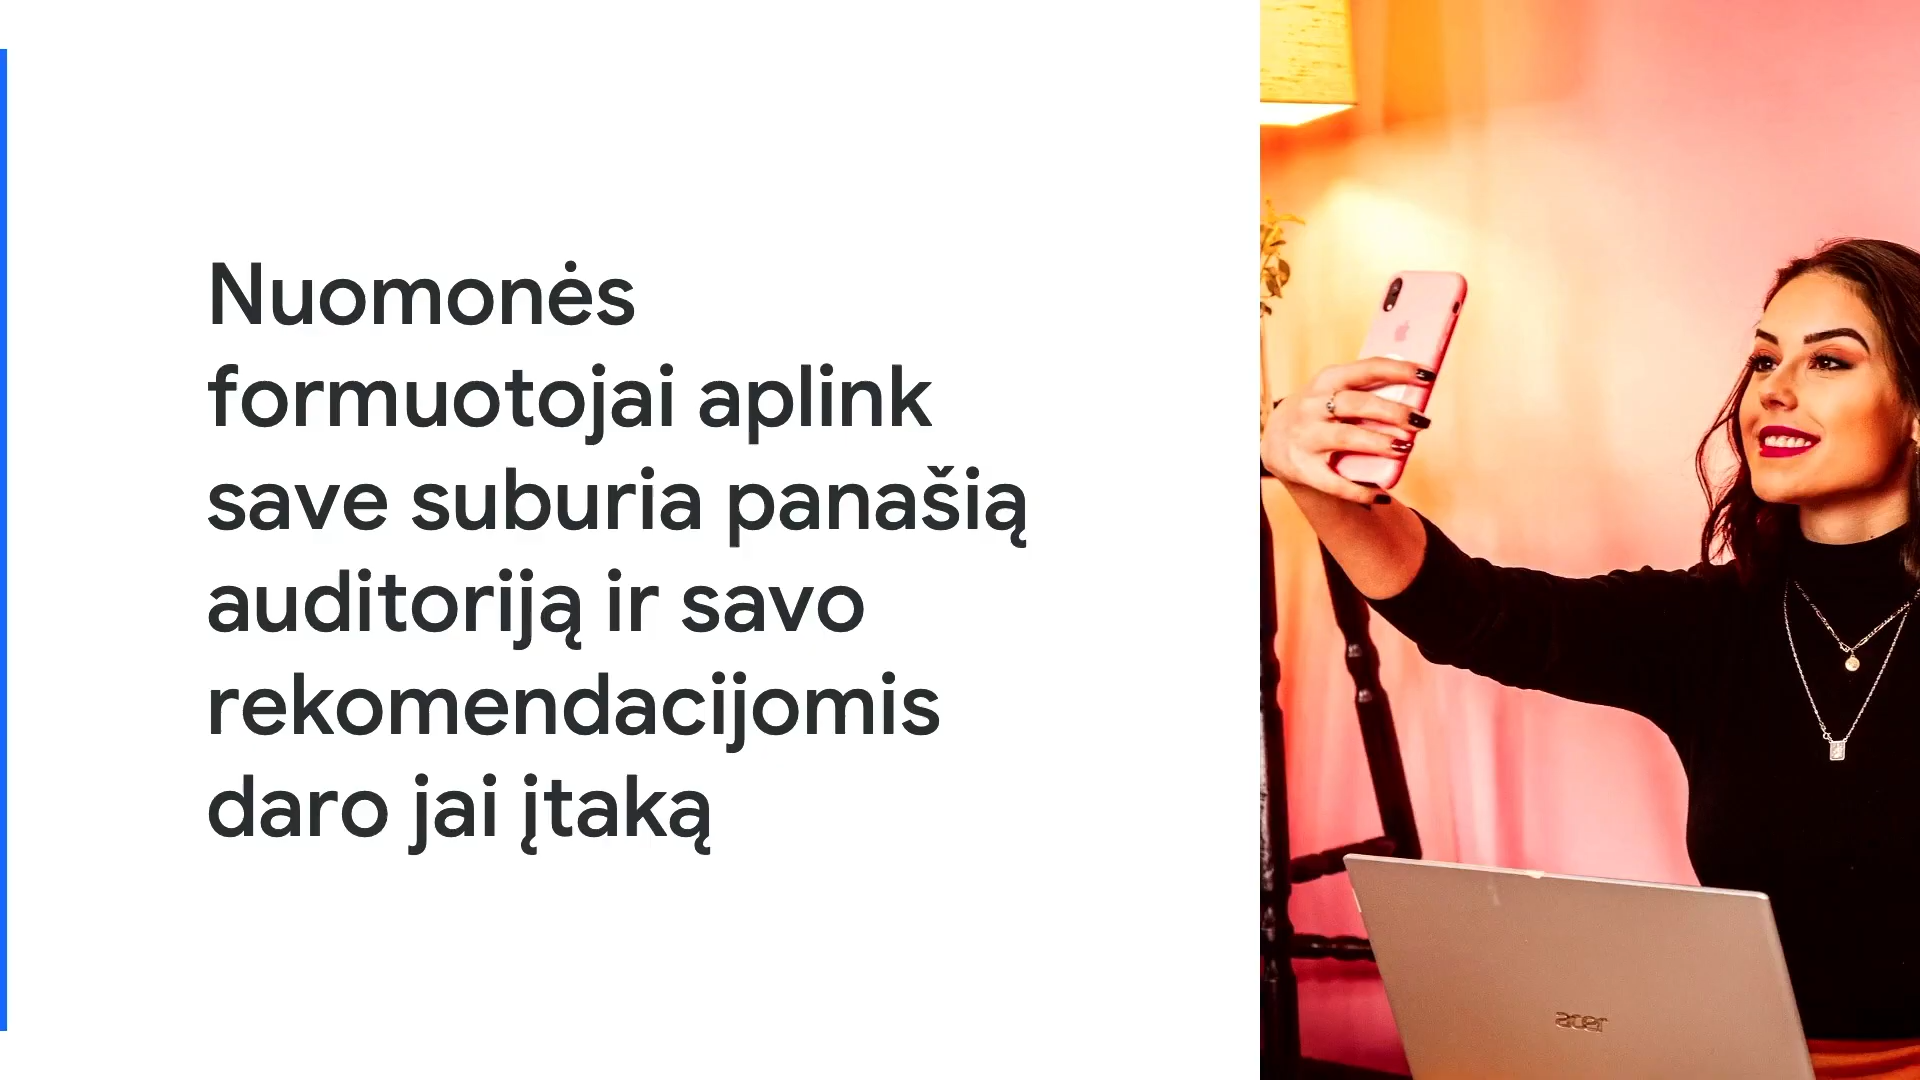 Nuomonės
formuotojai aplink
save suburia panašią
auditoriją ir savo
rekomendacijomis
daro jai įtaką
acer